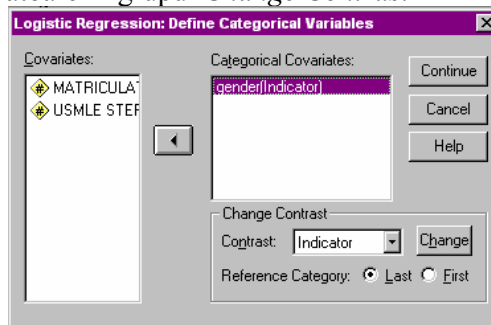 Logistic Regression: Define Categorical Variables
Covariates:
MATRICULAT
USMLE STEP
Categorical Covariates:
gender(Indicator)
Continue
Cancel
Help
Change Contrast
Contrast: Indicator Change
Reference Category: Last First